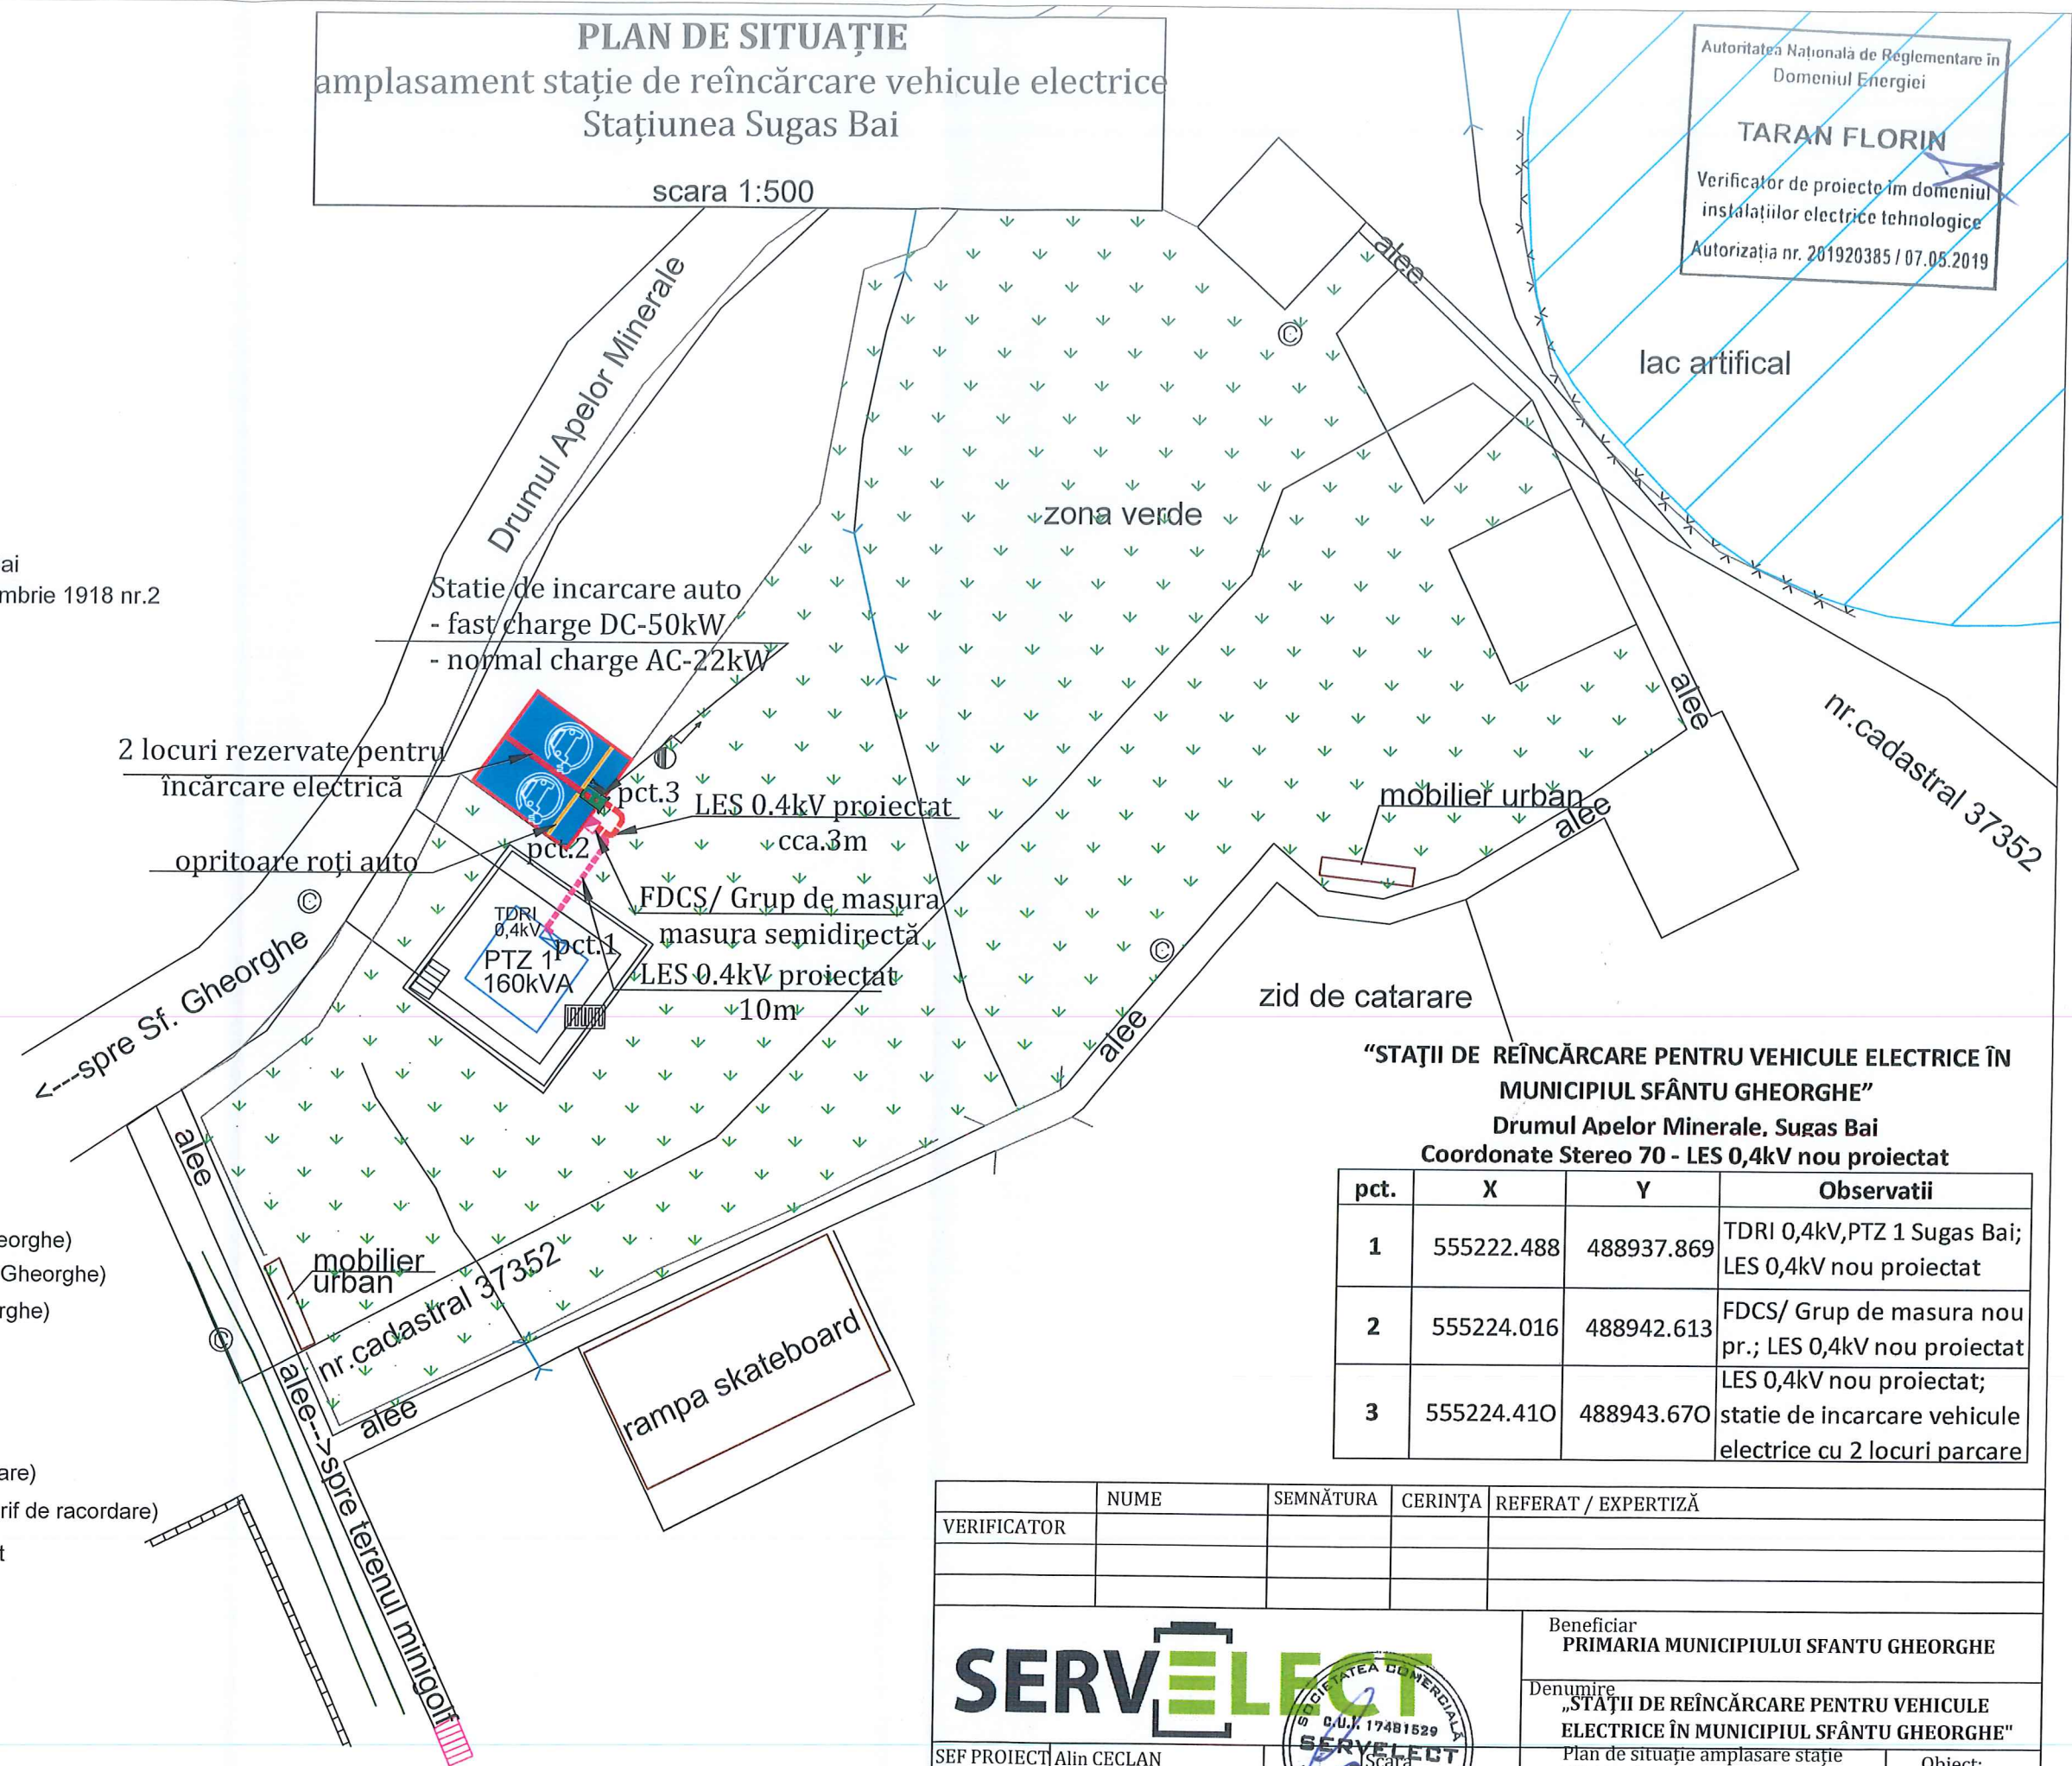 PLAN DE SITUAȚIE
amplasament stație de reîncărcare vehicule electrice
Stațiunea Sugas Bai
scara 1:500
Autoritatea Națională de Reglementare în
Domeniul Energiei
TARAN FLORIN
Verificator de proiecte îm domeniul
instalațiilor electrice tehnologice
Autorizația nr. 201920385 / 07.05.2019
alee
lac artifical
Drumul Apelor Minerale
zona verde
ai
mbrie 1918 nr.2
Statie de incarcare auto
- fast charge DC-50kW
- normal charge AC-22kW
alee
nr.cadastral 37352
2 locuri rezervate pentru
încărcare electrică
pct.3
LES 0.4kV proiectat
cca.3m
mobilier urban
alee
opritoare roți auto
pct.2
FDCS/ Grup de masura
masura semidirectă
TDRI
0,4kV
pct.1
PTZ 1
160kVA
LES 0.4kV proiectat
10m
<---spre Sf. Gheorghe
zid de catarare
alee
alee
"STAŢII DE REÎNCĂRCARE PENTRU VEHICULE ELECTRICE ÎN
MUNICIPIUL SFÂNTU GHEORGHE"
Drumul Apelor Minerale, Sugas Bai
Coordonate Stereo 70 - LES 0,4kV nou proiectat
pct. X Y Observatii
1 555222.488 488937.869 TDRI 0,4kV,PTZ 1 Sugas Bai;
LES 0,4kV nou proiectat
2 555224.016 488942.613 FDCS/ Grup de masura nou
pr.; LES 0,4kV nou proiectat
3 555224.41O 488943.67O LES 0,4kV nou proiectat;
statie de incarcare vehicule
electrice cu 2 locuri parcare
eorghe)
Gheorghe)
rghe)
mobilier
urban
nr.cadastral 37352
rampa skateboard
alee
alee--->spre terenul minigolf
are)
rif de racordare)
t
NUME SEMNĂTURA CERINȚA REFERAT / EXPERTIZĂ
VERIFICATOR
SERVELECT
SOCIETATEA COMERCIALĂ
C.U.I. 17481529
SERVELECT
Beneficiar
PRIMARIA MUNICIPIULUI SFANTU GHEORGHE
Denumire
„STAȚII DE REÎNCĂRCARE PENTRU VEHICULE
ELECTRICE ÎN MUNICIPIUL SFÂNTU GHEORGHE"
SEF PROIECT Alin CECLAN
Scara
Plan de situație amplasare stație
Obiect: